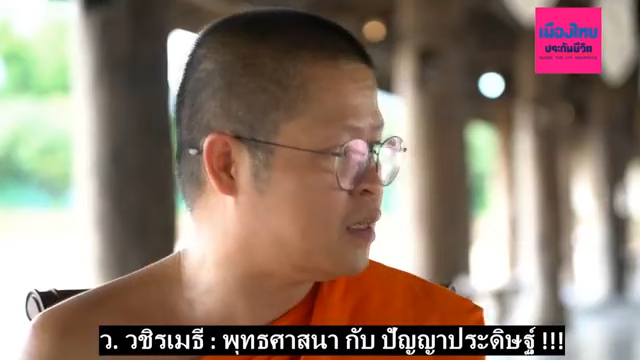 เมืองไทย
ประกันชีวิต
ว. วชิรเมธี : พุทธศาสนา กับ ปัญญาประดิษฐ์ !!!